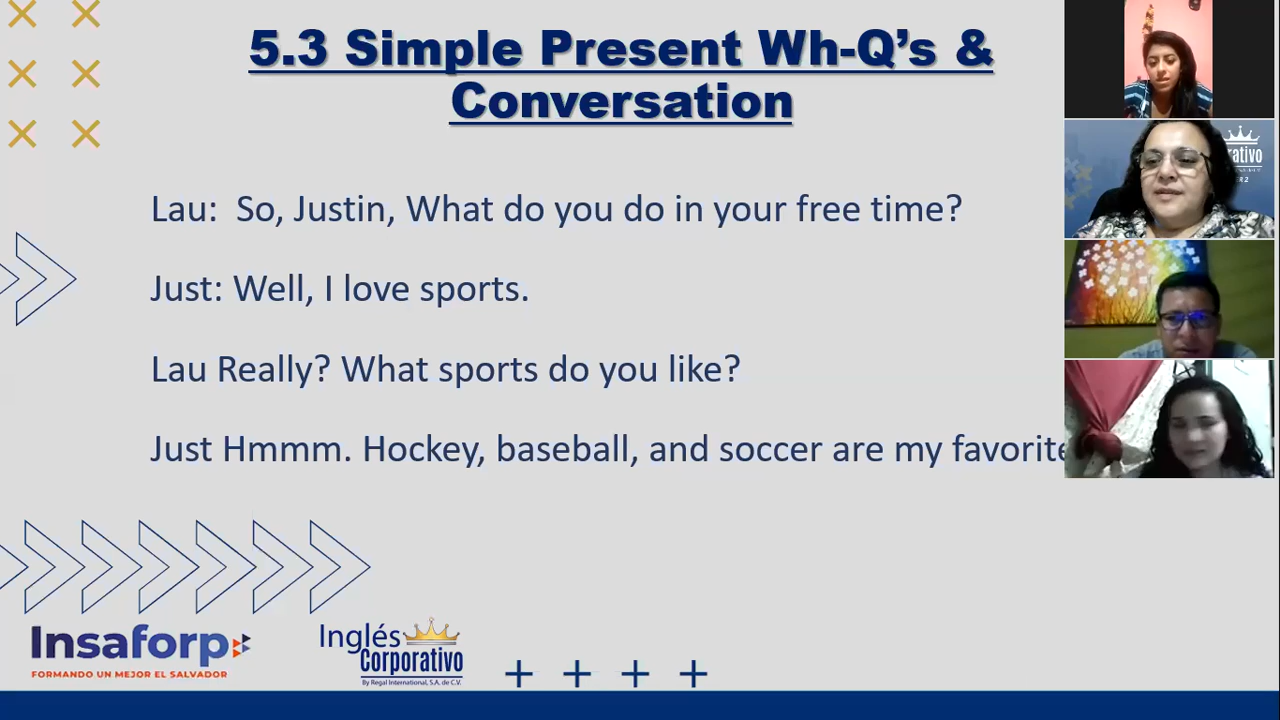 5.3 Simple Present Wh-Q’s &
Conversation
Lau:  So, Justin, What do you do in your free time?
Just: Well, I love sports.
Lau Really? What sports do you like?
Just Hmmm. Hockey, baseball, and soccer are my favorite
Insaforp
FORMANDO UN MEJOR EL SALVADOR
Inglés
Corporativo
By Regal International, S.A. de C.V.